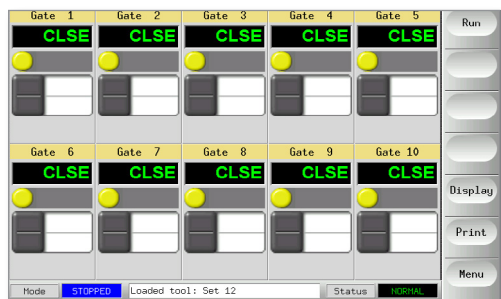 Gate 1 Gate 2 Gate 3 Gate 4 Gate 5
CLSE CLSE CLSE CLSE CLSE
Gate 6 Gate 7 Gate 8 Gate 9 Gate 10
CLSE CLSE CLSE CLSE CLSE
Run
Display
Print
Menu
Mode STOPPED Loaded tool: Set 12 Status NORMAL